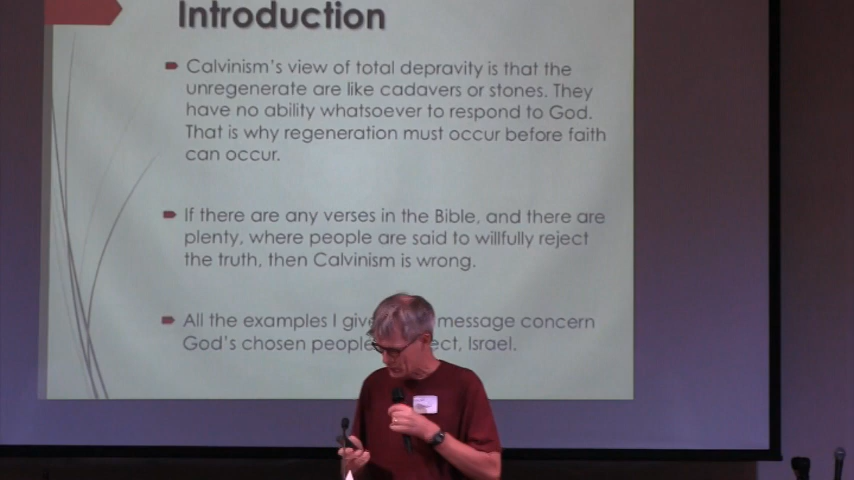 Introduction
Calvinism's view of total depravity is that the
unregenerate are like cadavers or stones. They
have no ability whatsoever to respond to God.
That is why regeneration must occur before faith
can occur.
If there are any verses in the Bible, and there are
plenty, where people are said to willfully reject
the truth, then Calvinism is wrong.
All the examples I give message concern
God's chosen people ect, Israel.